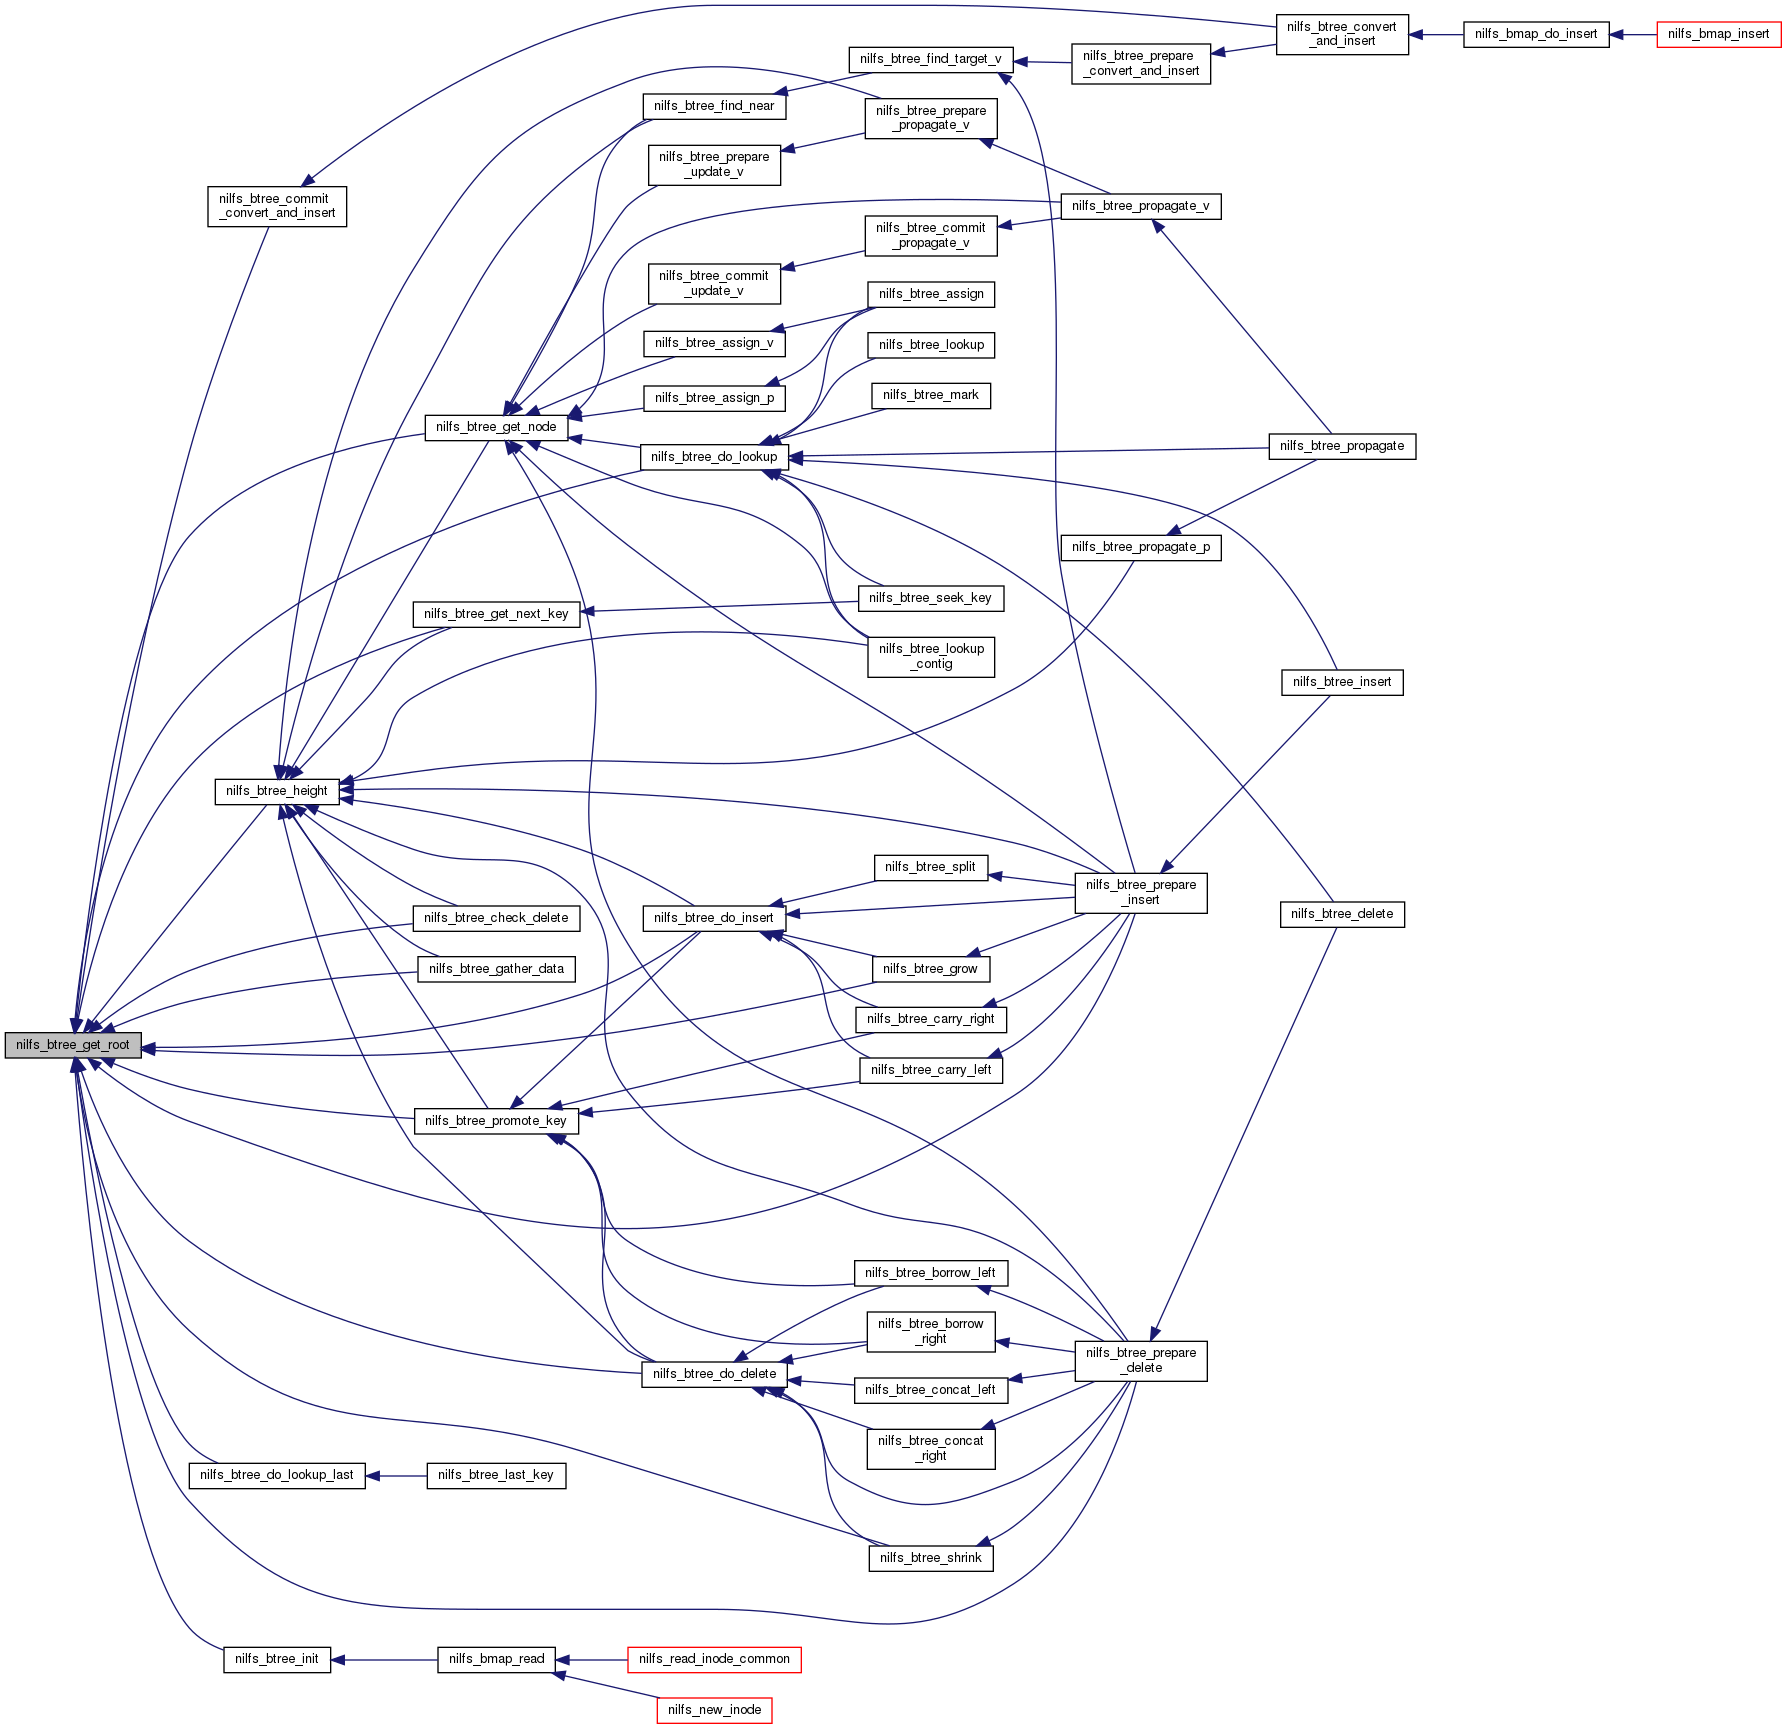 nilfs_btree_convert
_and_insert
nilfs_bmap_do_insert
nilfs_bmap_insert
nilfs_btree_find_target_v
nilfs_btree_prepare
_convert_and_insert
nilfs_btree_find_near
nilfs_btree_prepare
_propagate_v
nilfs_btree_prepare
_update_v
nilfs_btree_commit
_convert_and_insert
nilfs_btree_propagate_v
nilfs_btree_commit
_propagate_v
nilfs_btree_commit
_update_v
nilfs_btree_assign
nilfs_btree_assign_v
nilfs_btree_lookup
nilfs_btree_assign_p
nilfs_btree_mark
nilfs_btree_get_node
nilfs_btree_do_lookup
nilfs_btree_propagate
nilfs_btree_propagate_p
nilfs_btree_seek_key
nilfs_btree_get_next_key
nilfs_btree_lookup
_contig
nilfs_btree_insert
nilfs_btree_height
nilfs_btree_split
nilfs_btree_prepare
_insert
nilfs_btree_check_delete
nilfs_btree_do_insert
nilfs_btree_delete
nilfs_btree_gather_data
nilfs_btree_grow
nilfs_btree_carry_right
nilfs_btree_get_root
nilfs_btree_carry_left
nilfs_btree_promote_key
nilfs_btree_borrow_left
nilfs_btree_borrow
_right
nilfs_btree_prepare
_delete
nilfs_btree_do_delete
nilfs_btree_concat_left
nilfs_btree_concat
_right
nilfs_btree_do_lookup_last
nilfs_btree_last_key
nilfs_btree_shrink
nilfs_btree_init
nilfs_bmap_read
nilfs_read_inode_common
nilfs_new_inode